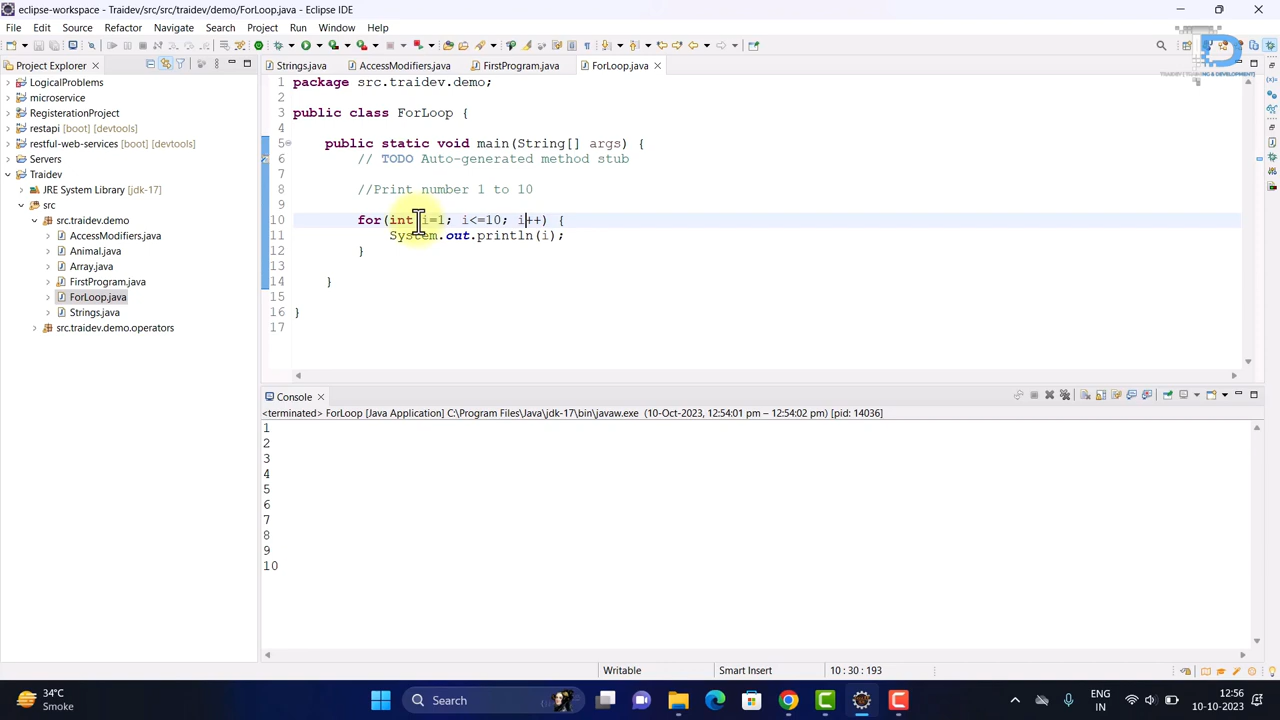 eclipse-workspace - Traidev/src/src/traidev/demo/ForLoop.java - Eclipse IDE
File Edit Source Refactor Navigate Search Project Run Window Help
Project Explorer
Strings.java AccessModifiers.java FirstProgram.java ForLoop.java
LogicalProblems
microservice
RegisterationProject
restapi [boot] [devtools]
restful-web-services [boot] [devtools]
Servers
Traidev
JRE System Library [jdk-17]
src
src.traidev.demo
AccessModifiers.java
Animal.java
Array.java
FirstProgram.java
ForLoop.java
Strings.java
src.traidev.demo.operators
1 package src.traidev.demo;
2
3 public class ForLoop {
4
5 public static void main(String[] args) {
6 // TODO Auto-generated method stub
7
8 //Print number 1 to 10
9
10 for(int i=1; i<=10; i++) {
11 System.out.println(i);
12 }
13
14 }
15
16 }
17
Console
<terminated> ForLoop [Java Application] C:\Program Files\Java\jdk-17\bin\javaw.exe (10-Oct-2023, 12:54:01 pm – 12:54:02 pm) [pid: 14036]
1
2
3
4
5
6
7
8
9
10
Writable Smart Insert 10 : 30 : 193
34°C
Smoke
Search
ENG
IN
12:56
10-10-2023